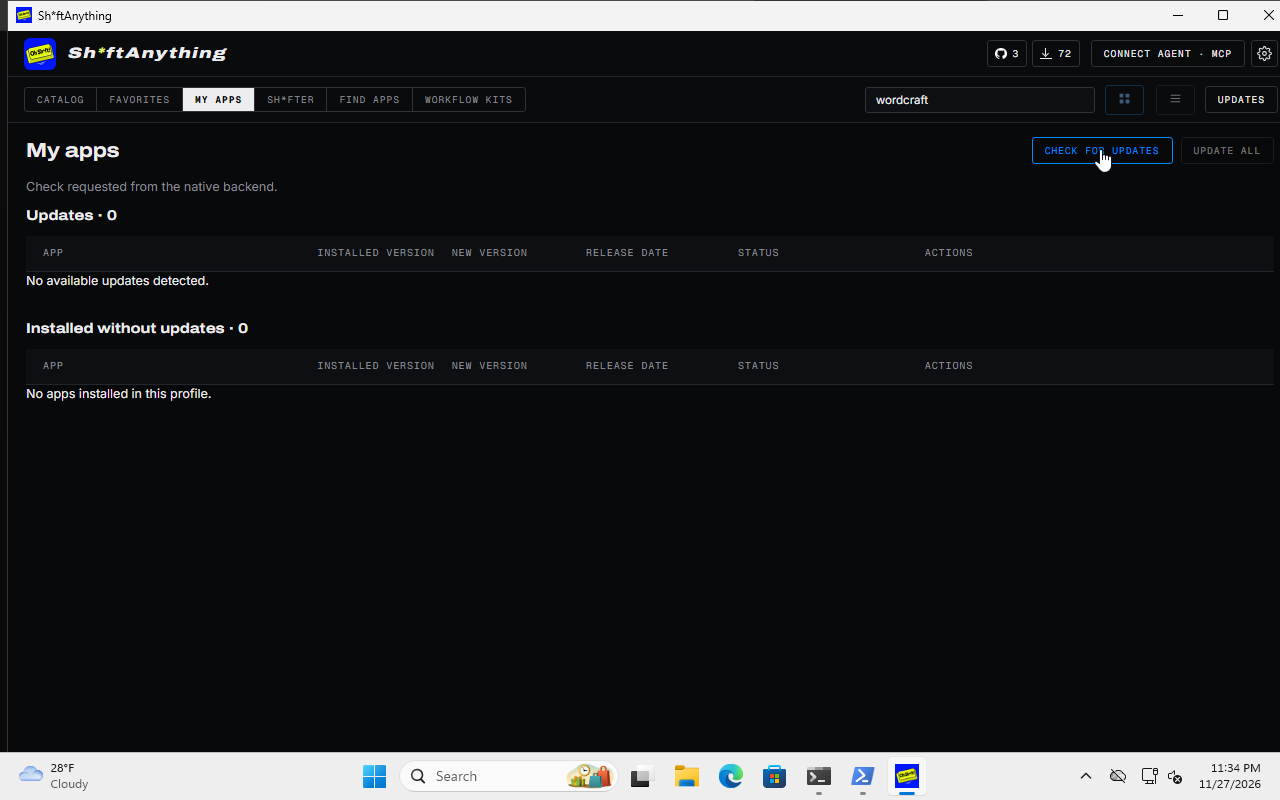 Sh*ftAnything
Oh Sh*ft! Sh*ftAnything 3 72 CONNECT AGENT · MCP
CATALOG FAVORITES MY APPS SH*FTER FIND APPS WORKFLOW KITS wordcraft UPDATES
My apps CHECK FOR UPDATES UPDATE ALL
Check requested from the native backend.
Updates · 0
APP INSTALLED VERSION NEW VERSION RELEASE DATE STATUS ACTIONS
No available updates detected.
Installed without updates · 0
APP INSTALLED VERSION NEW VERSION RELEASE DATE STATUS ACTIONS
No apps installed in this profile.
28°F
Cloudy
Search
11:34 PM
11/27/2026